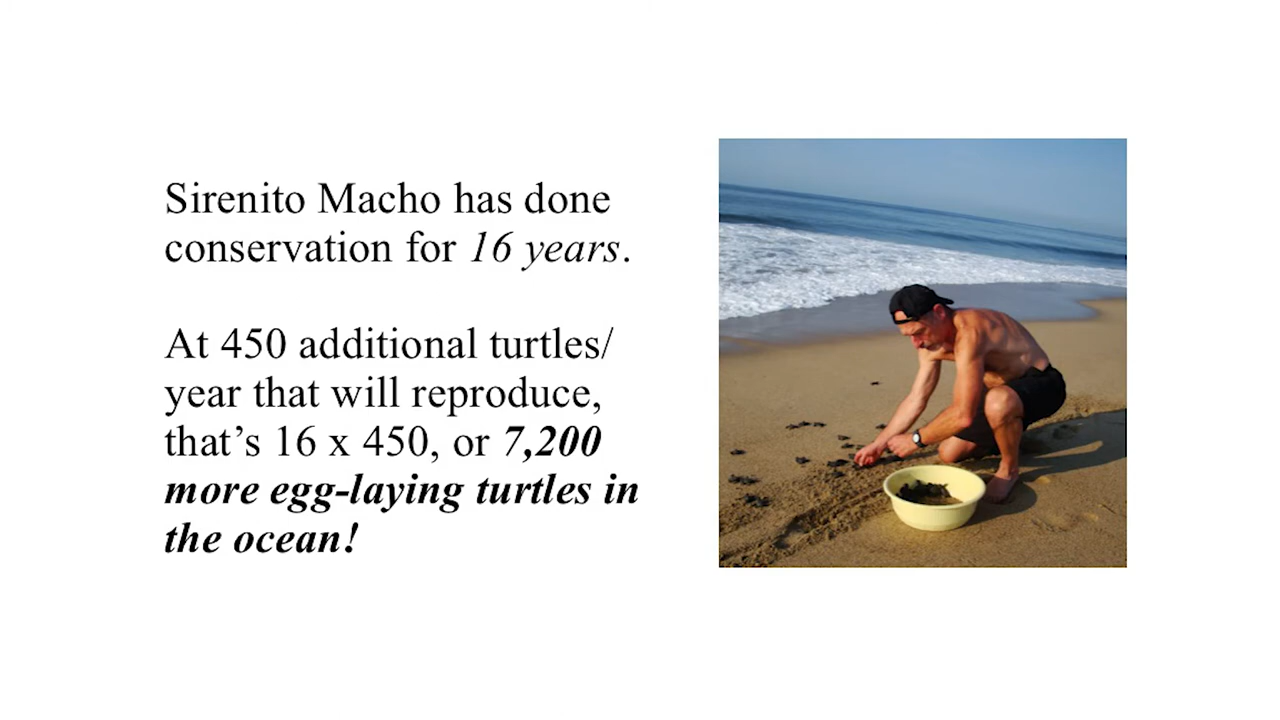 Sirenito Macho has done
conservation for 16 years.
At 450 additional turtles/
year that will reproduce,
that’s 16 x 450, or 7,200
more egg-laying turtles in
the ocean!